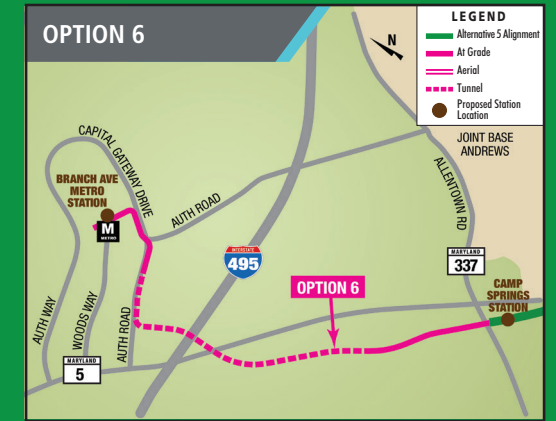 OPTION 6
LEGEND
Alternative 5 Alignment
At Grade
Aerial
Tunnel
Proposed Station
Location
N
JOINT BASE
ANDREWS
CAPITAL GATEWAY DRIVE
BRANCH AVE
METRO
STATION
M
METRO
AUTH ROAD
ALLENTOWN RD
INTERSTATE
495
MARYLAND
337
OPTION 6
CAMP
SPRINGS
STATION
AUTH WAY
WOODS WAY
AUTH ROAD
MARYLAND
5